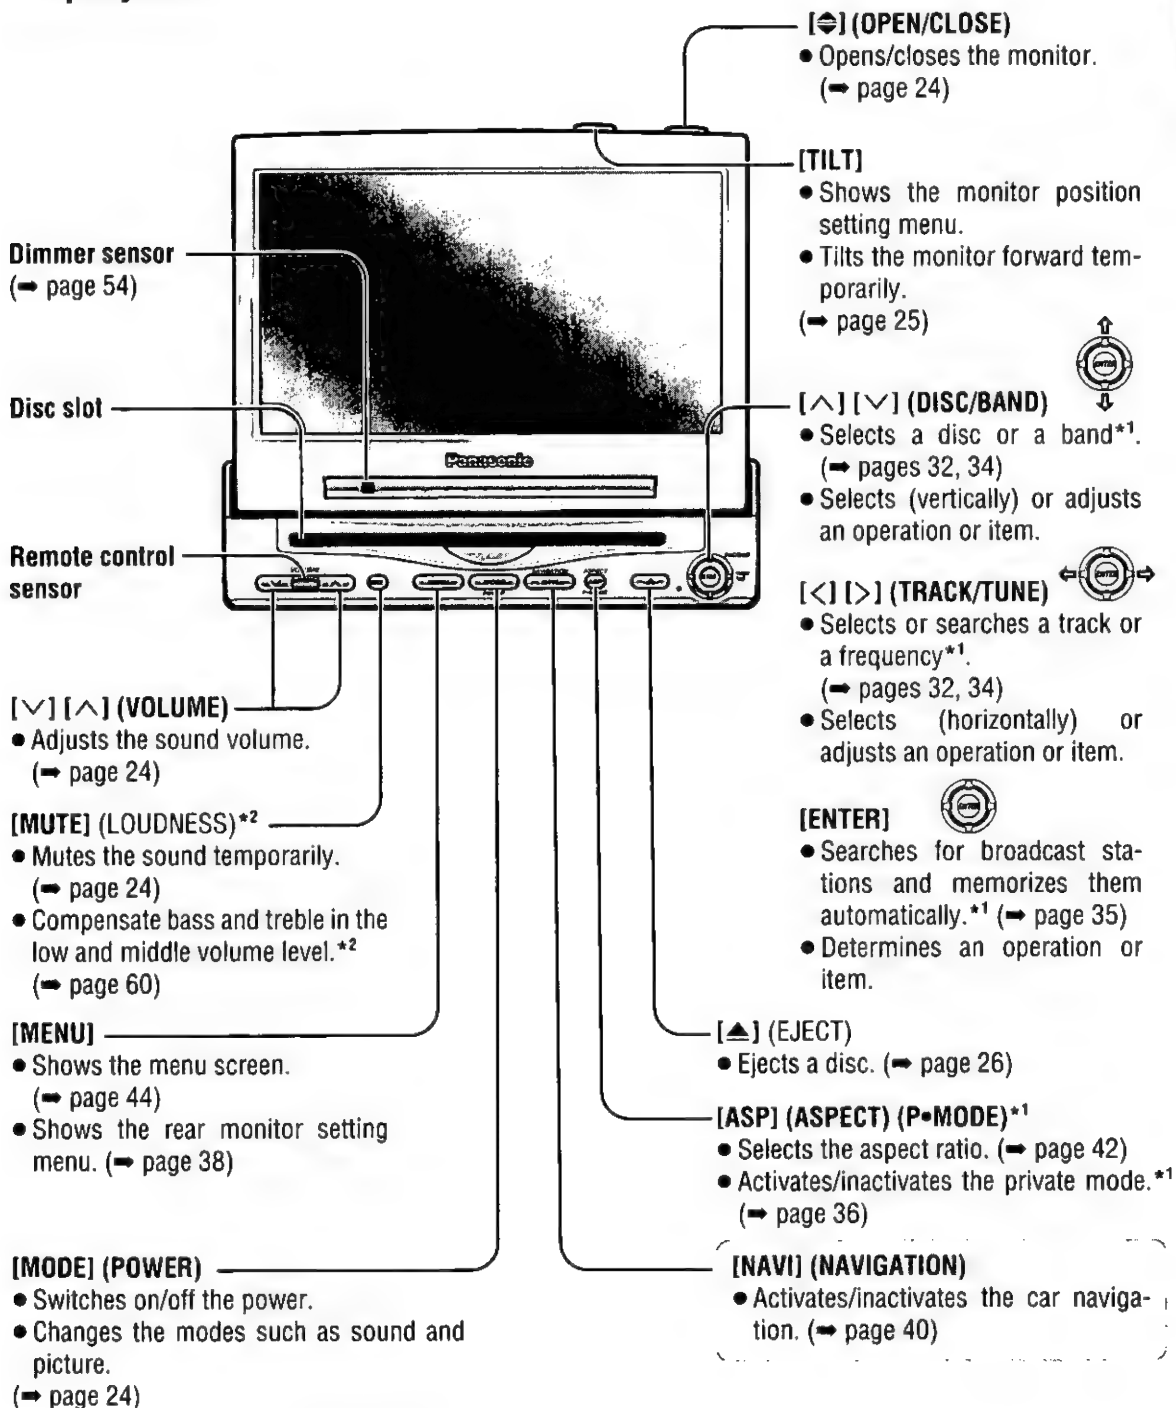 [⏏] (OPEN/CLOSE)
● Opens/closes the monitor.
(➡ page 24)
[TILT]
● Shows the monitor position
setting menu.
● Tilts the monitor forward tem-
porarily.
(➡ page 25)
Dimmer sensor
(➡ page 54)
Disc slot
Remote control
sensor
Panasonic
VOLUME
NAVIGATION
ASPECT
ENTER
[∧] [∨] (DISC/BAND)
● Selects a disc or a band*1.
(➡ pages 32, 34)
● Selects (vertically) or adjusts
an operation or item.
ENTER
[<] [>] (TRACK/TUNE)
● Selects or searches a track or
a frequency*1.
(➡ pages 32, 34)
● Selects (horizontally) or
adjusts an operation or item.
ENTER
[ENTER]
● Searches for broadcast sta-
tions and memorizes them
automatically.*1 (➡ page 35)
● Determines an operation or
item.
[∨] [∧] (VOLUME)
● Adjusts the sound volume.
(➡ page 24)
[MUTE] (LOUDNESS)*2
● Mutes the sound temporarily.
(➡ page 24)
● Compensate bass and treble in the
low and middle volume level.*2
(➡ page 60)
[MENU]
● Shows the menu screen.
(➡ page 44)
● Shows the rear monitor setting
menu. (➡ page 38)
[MODE] (POWER)
● Switches on/off the power.
● Changes the modes such as sound and
picture.
(➡ page 24)
[⏏] (EJECT)
● Ejects a disc. (➡ page 26)
[ASP] (ASPECT) (P•MODE)*1
● Selects the aspect ratio. (➡ page 42)
● Activates/inactivates the private mode.*1
(➡ page 36)
[NAVI] (NAVIGATION)
● Activates/inactivates the car naviga-
tion. (➡ page 40)